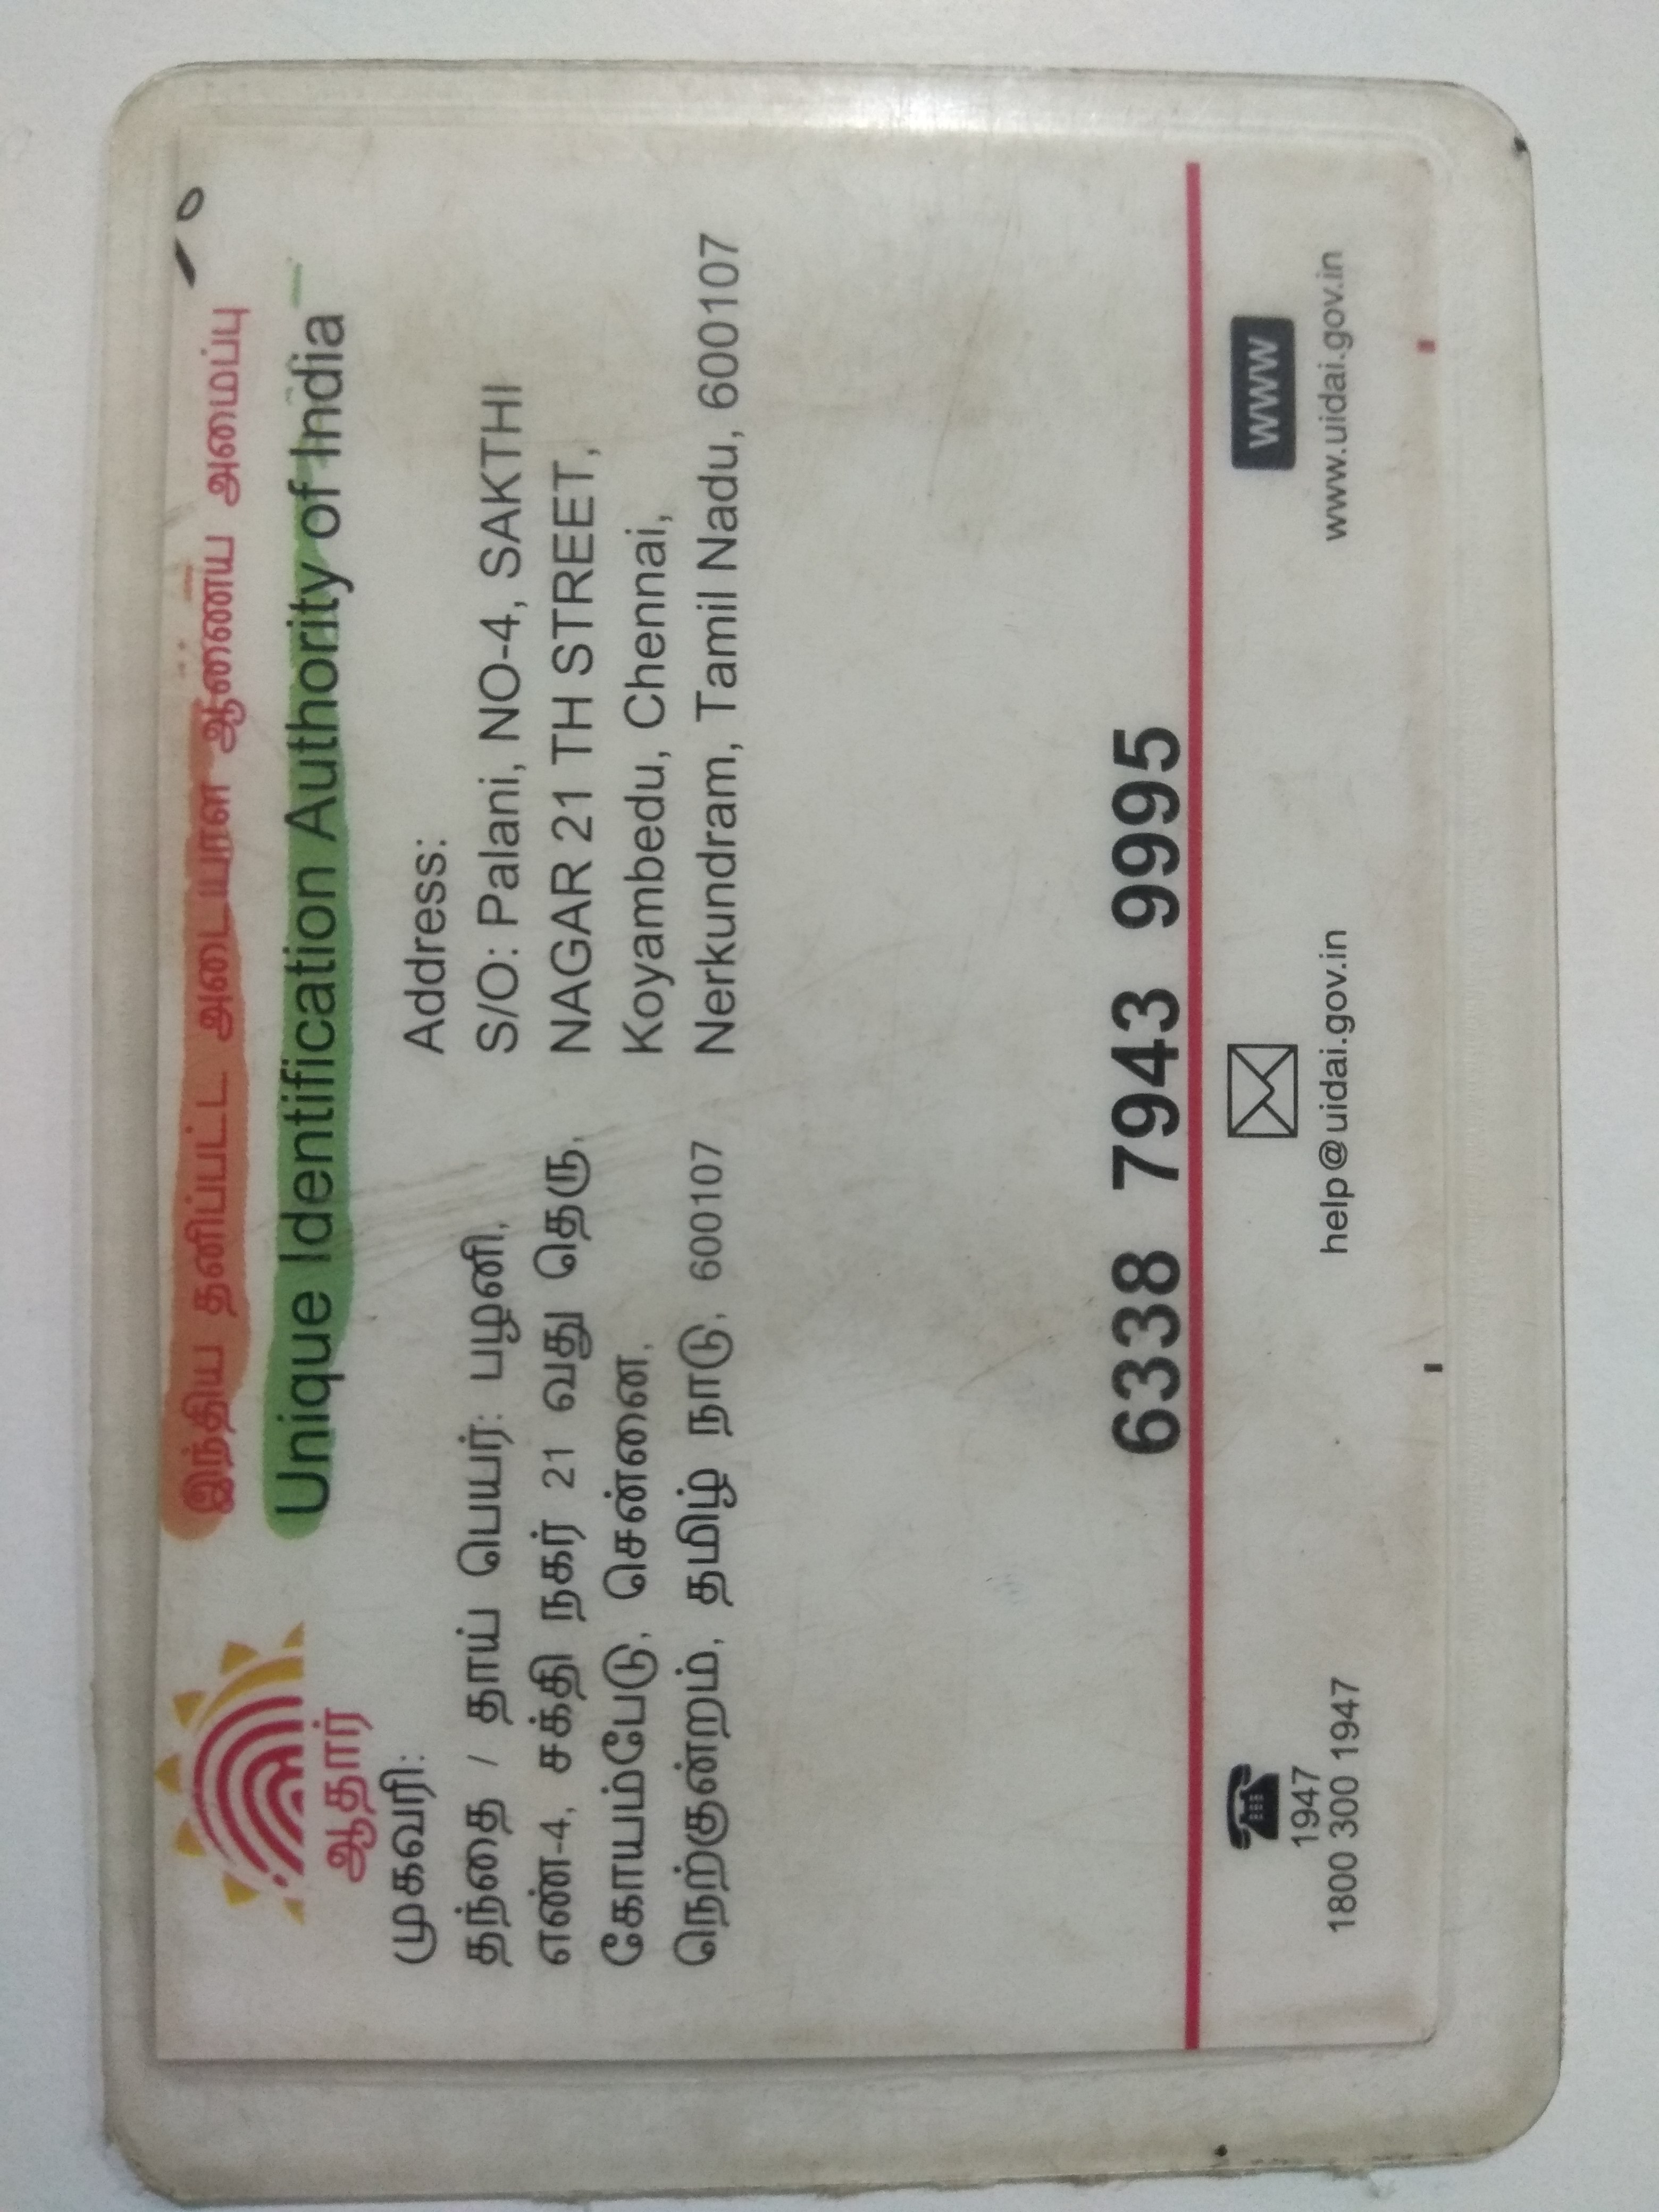 ஆதார்
இந்திய தனிப்பட்ட அடையாள ஆணைய அமைப்பு
Unique Identification Authority of India
முகவரி:
தந்தை / தாய் பெயர்: பழனி,
எண்-4, சக்தி நகர் 21 வது தெரு,
கோயம்பேடு, சென்னை,
நெற்குன்றம், தமிழ் நாடு, 600107
Address:
S/O: Palani, NO-4, SAKTHI
NAGAR 21 TH STREET,
Koyambedu, Chennai,
Nerkundram, Tamil Nadu, 600107
6338 7943 9995
1947
1800 300 1947
help@uidai.gov.in
WWW
www.uidai.gov.in